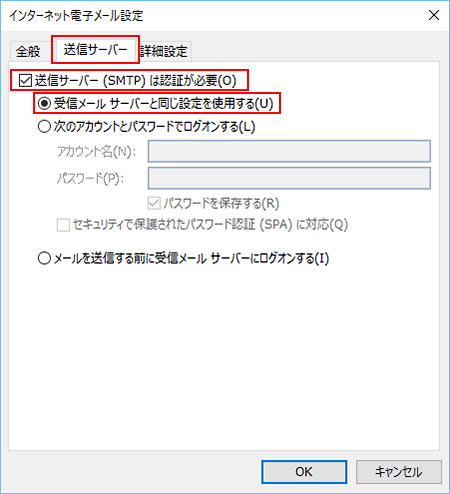 インターネット電子メール設定
全般 送信サーバー 詳細設定
送信サーバー (SMTP) は認証が必要(O)
受信メール サーバーと同じ設定を使用する(U)
次のアカウントとパスワードでログオンする(L)
アカウント名(N):
パスワード(P):
パスワードを保存する(R)
セキュリティで保護されたパスワード認証 (SPA) に対応(Q)
メールを送信する前に受信メール サーバーにログオンする(I)
OK キャンセル